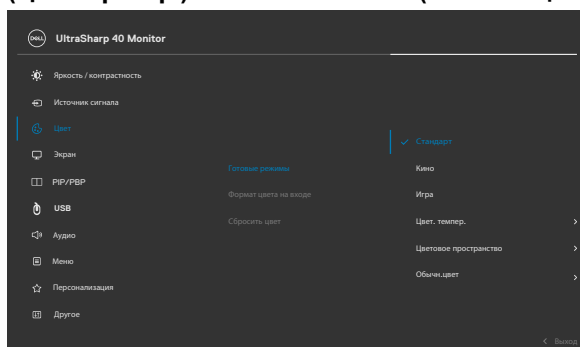 DELL
UltraSharp 40 Monitor
Яркость / контрастность
Источник сигнала
Цвет
Экран
PIP/PBP
USB
Аудио
Меню
Персонализация
Другое
Готовые режимы
Формат цвета на входе
Сбросить цвет
Стандарт
Кино
Игра
Цвет. темпер.
Цветовое пространство
Обычн.цвет
Выход